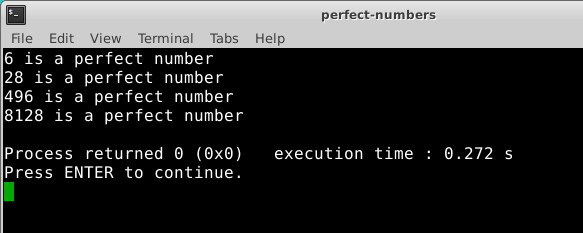 perfect-numbers
File Edit View Terminal Tabs Help
6 is a perfect number
28 is a perfect number
496 is a perfect number
8128 is a perfect number
Process returned 0 (0x0)   execution time : 0.272 s
Press ENTER to continue.